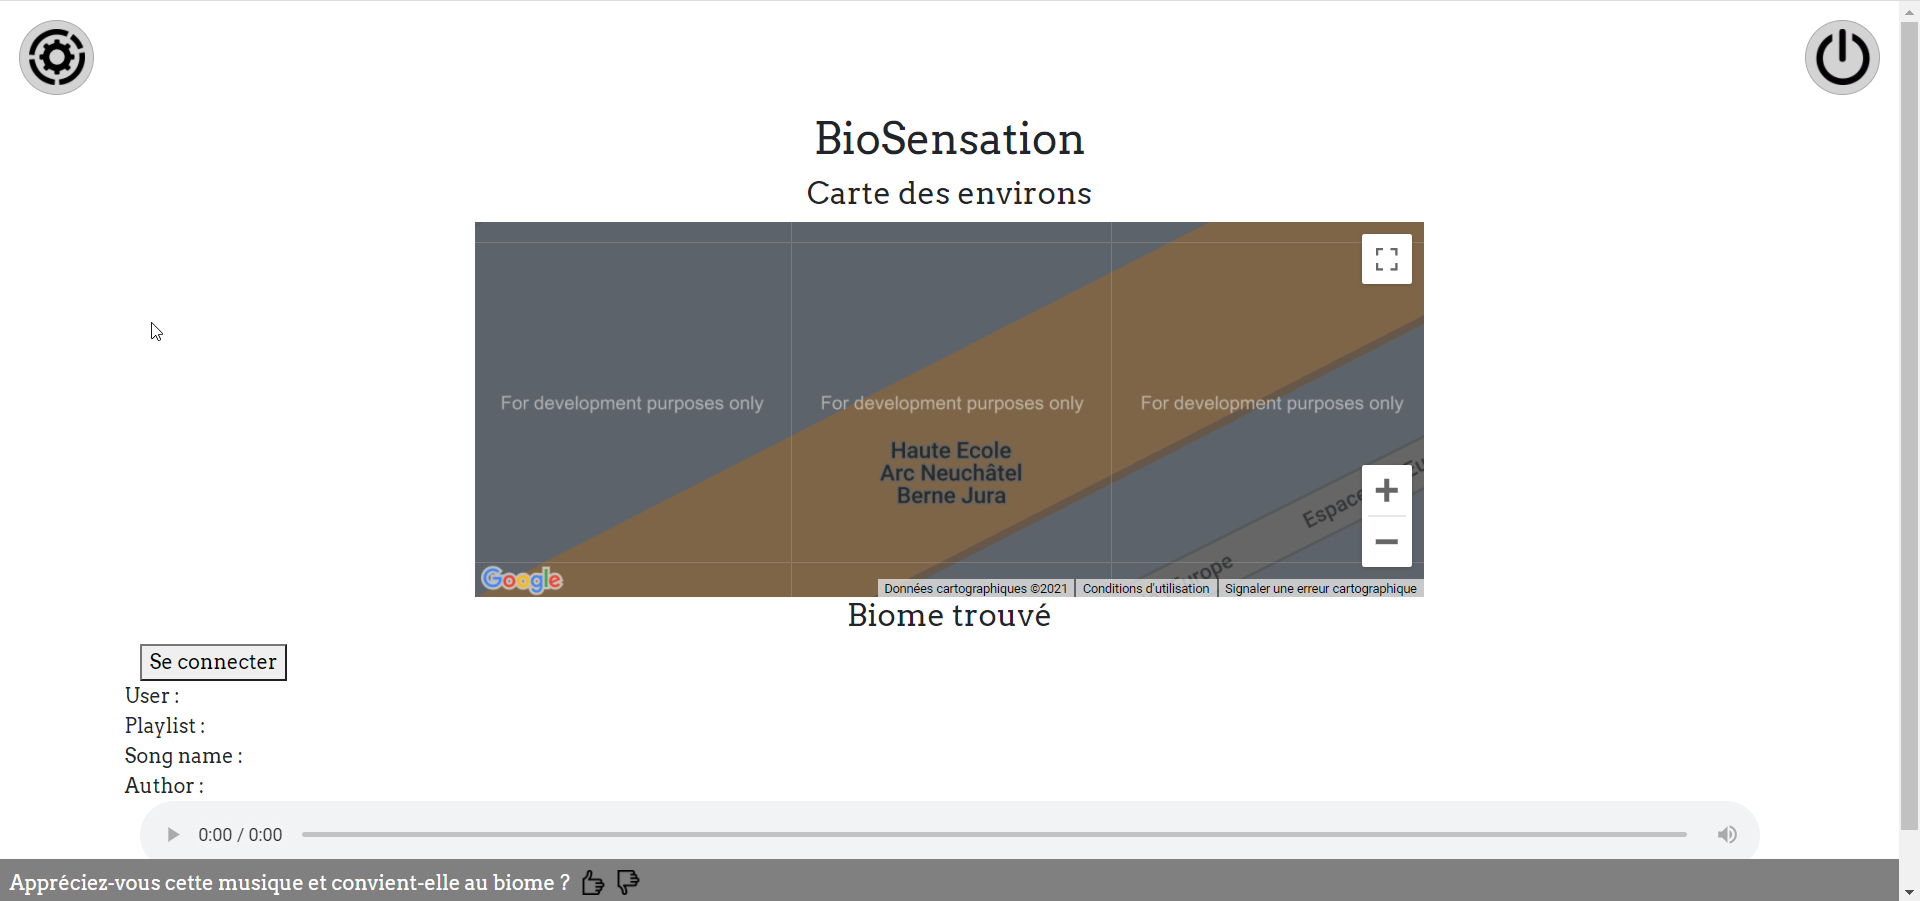 BioSensation
Carte des environs
For development purposes only
For development purposes only
For development purposes only
Haute Ecole
Arc Neuchâtel
Berne Jura
Google
Données cartographiques ©2021
Conditions d'utilisation
Signaler une erreur cartographique
Biome trouvé
Se connecter
User :
Playlist :
Song name :
Author :
0:00 / 0:00
Appréciez-vous cette musique et convient-elle au biome ?